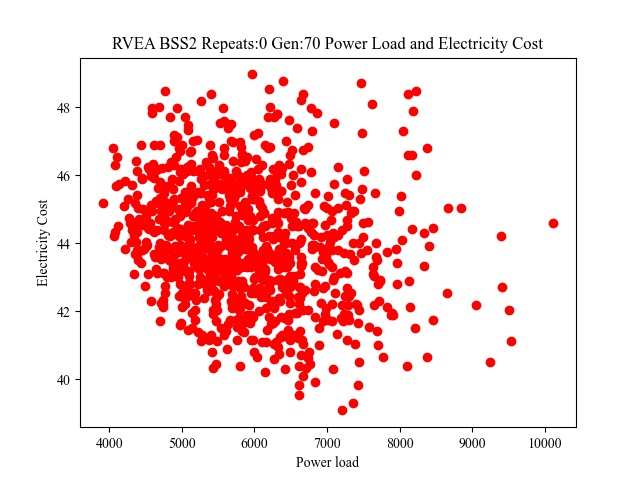 RVEA BSS2 Repeats:0 Gen:70 Power Load and Electricity Cost
48
46
44
42
40
Electricity Cost
4000 5000 6000 7000 8000 9000 10000
Power load